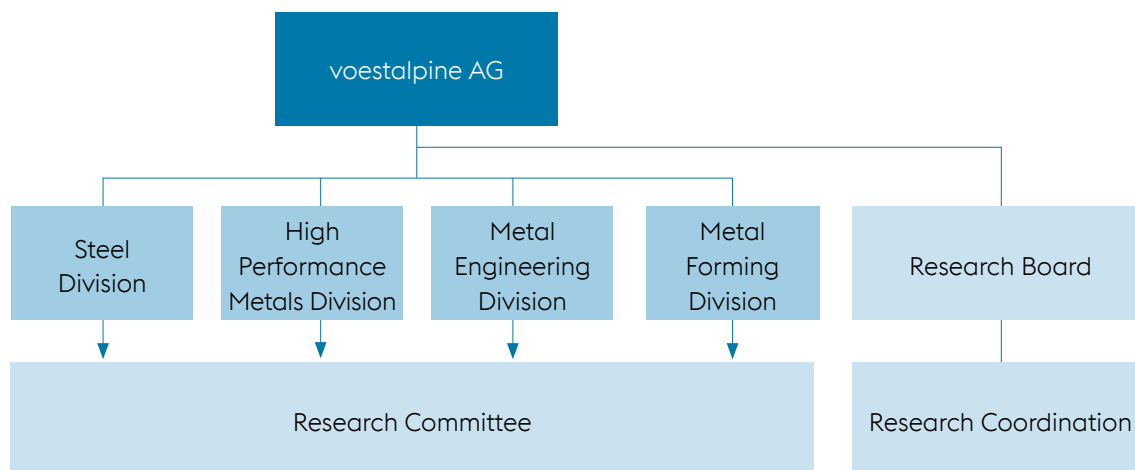 voestalpine AG
Steel
Division
High
Performance
Metals Division
Metal
Engineering
Division
Metal
Forming
Division
Research Board
Research Committee
Research Coordination